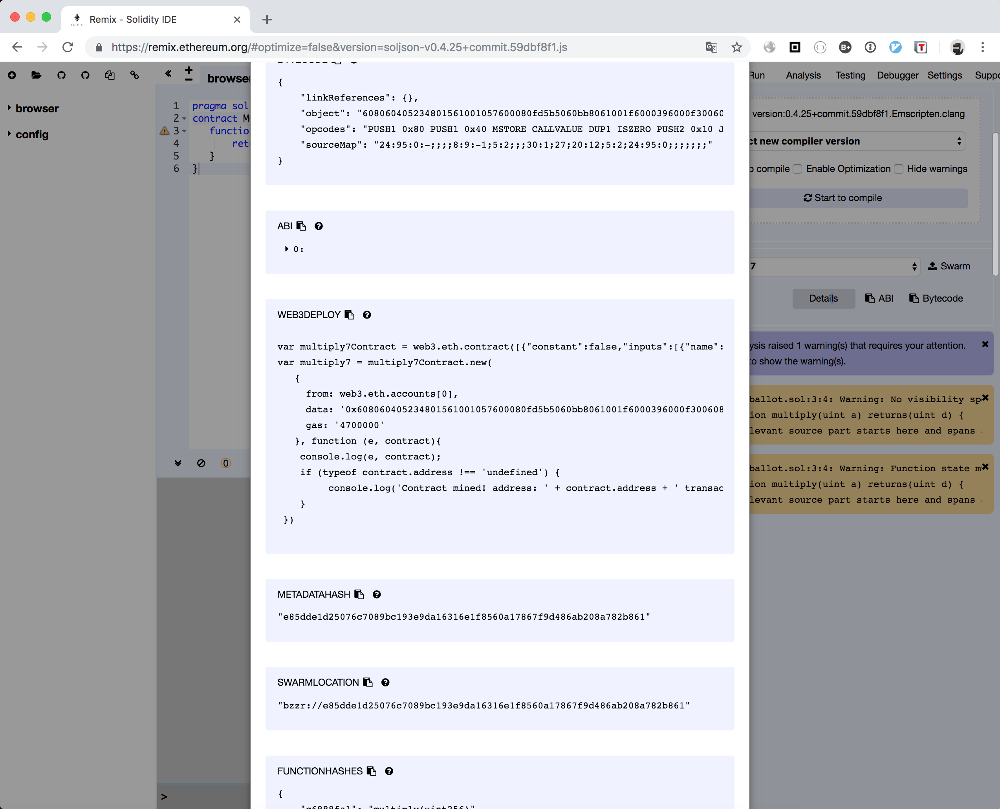 Remix - Solidity IDE
remix
https://remix.ethereum.org/#optimize=false&version=soljson-v0.4.25+commit.59dbf8f1.js
browser
config
browse
1 pragma sol
2 contract M
3 functio
4 ret
5 }
6 }
0
>
{
"linkReferences": {},
"object": "608060405234801561001057600080fd5b5060bb8061001f6000396000f30060
"opcodes": "PUSH1 0x80 PUSH1 0x40 MSTORE CALLVALUE DUP1 ISZERO PUSH2 0x10 J
"sourceMap": "24:95:0:-;;;;8:9:-1;5:2;;;30:1;27;20:12;5:2;24:95:0;;;;;;;"
}
ABI
0:
WEB3DEPLOY
var multiply7Contract = web3.eth.contract([{"constant":false,"inputs":[{"name":
var multiply7 = multiply7Contract.new(
{
from: web3.eth.accounts[0],
data: '0x608060405234801561001057600080fd5b5060bb8061001f6000396000f300608
gas: '4700000'
}, function (e, contract){
console.log(e, contract);
if (typeof contract.address !== 'undefined') {
console.log('Contract mined! address: ' + contract.address + ' transac
}
})
METADATAHASH
"e85dde1d25076c7089bc193e9da16316e1f8560a17867f9d486ab208a782b861"
SWARMLOCATION
"bzzr://e85dde1d25076c7089bc193e9da16316e1f8560a17867f9d486ab208a782b861"
FUNCTIONHASHES
{
"c6888fa1": "multiply(uint256)"
Run Analysis Testing Debugger Settings Suppo
version:0.4.25+commit.59dbf8f1.Emscripten.clang
ct new compiler version
o compile Enable Optimization Hide warnings
Start to compile
7 Swarm
Details ABI Bytecode
ysis raised 1 warning(s) that requires your attention.
to show the warning(s).
ballot.sol:3:4: Warning: No visibility sp
ion multiply(uint a) returns(uint d) {
levant source part starts here and spans
ballot.sol:3:4: Warning: Function state m
ion multiply(uint a) returns(uint d) {
levant source part starts here and spans